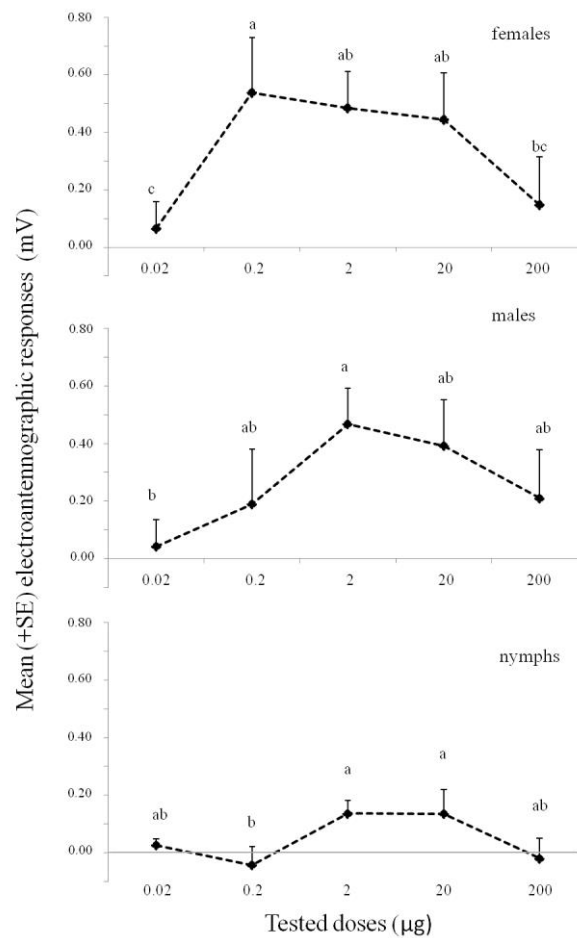 Mean (+SE) electroantennographic responses (mV)
females
0.80
0.60
0.40
0.20
0.00
a
ab
ab
c
bc
0.02 0.2 2 20 200
males
0.80
0.60
0.40
0.20
0.00
a
ab
ab
ab
b
0.02 0.2 2 20 200
nymphs
0.80
0.60
0.40
0.20
0.00
a
a
ab
b
ab
0.02 0.2 2 20 200
Tested doses (µg)